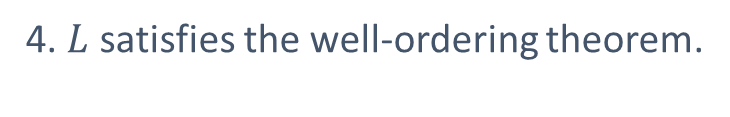 4. L satisfies the well-ordering theorem.